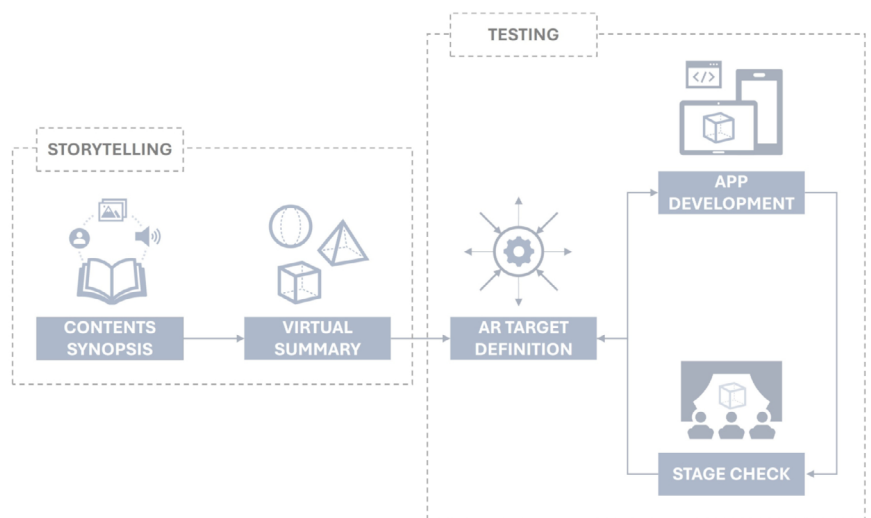 TESTING
STORYTELLING
</>
APP
DEVELOPMENT
CONTENTS
SYNOPSIS
VIRTUAL
SUMMARY
AR TARGET
DEFINITION
STAGE CHECK